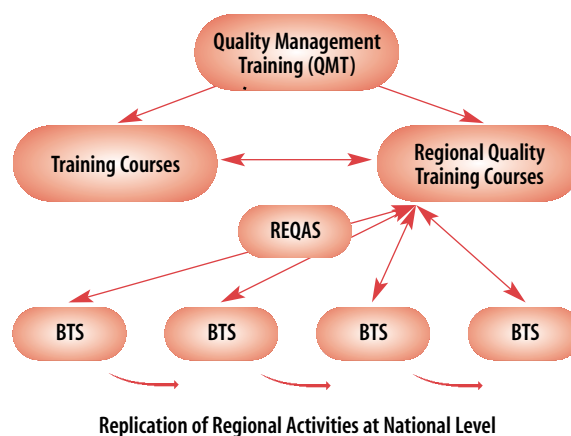 Quality Management
Training (QMT)
Training Courses
Regional Quality
Training Courses
REQAS
BTS
BTS
BTS
BTS
Replication of Regional Activities at National Level